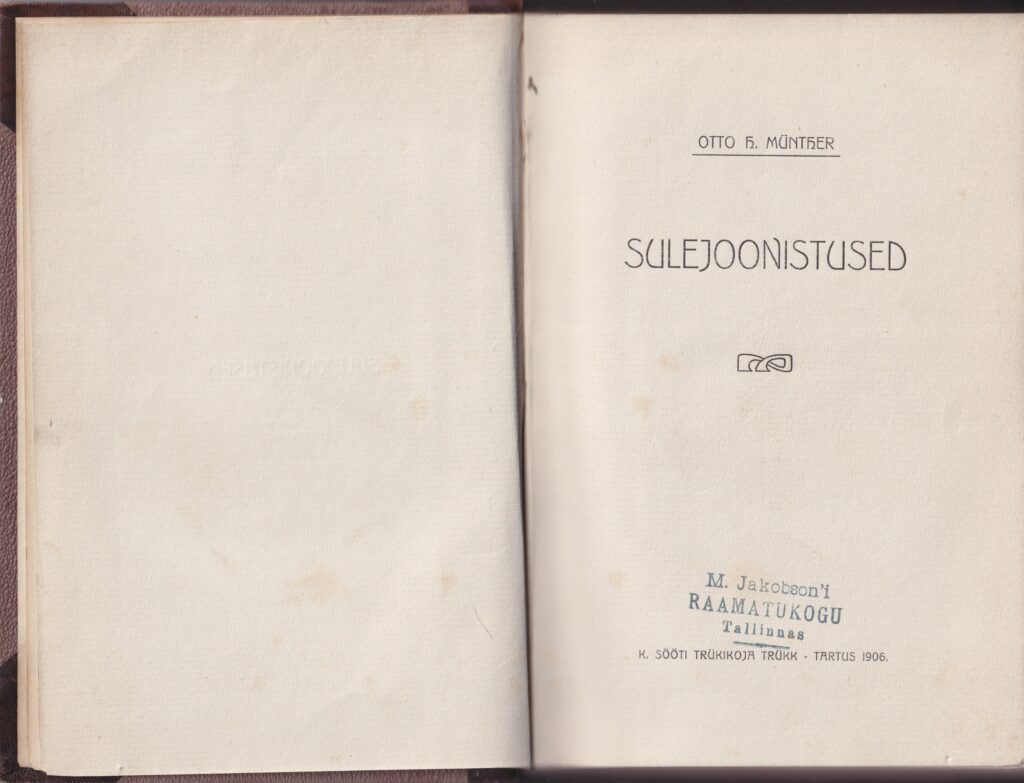 OTTO H. MÜNTHER
SULEJOONISTUSED
M. Jakobson'i
RAAMATUKOGU
Tallinnas
K. SÖÖTI TRÜKIKOJA TRÜKK - TARTUS 1906.